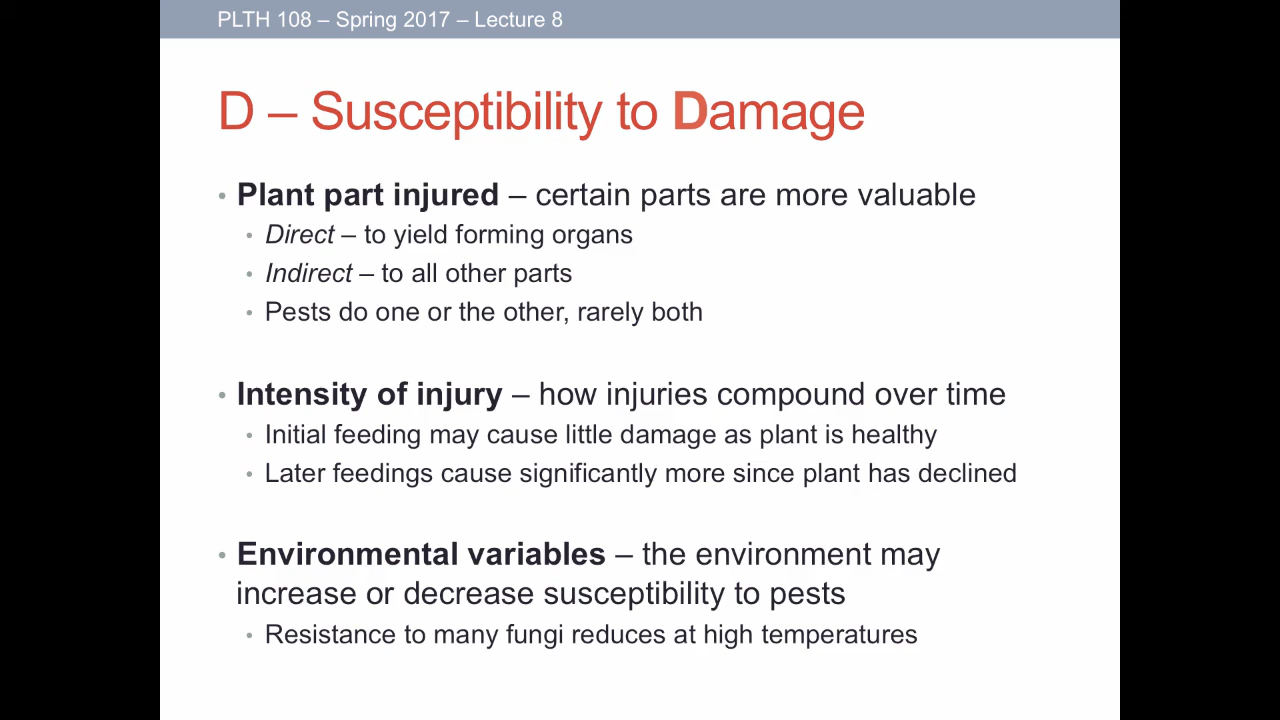 PLTH 108 – Spring 2017 – Lecture 8
D – Susceptibility to Damage
• Plant part injured – certain parts are more valuable
• Direct – to yield forming organs
• Indirect – to all other parts
• Pests do one or the other, rarely both
• Intensity of injury – how injuries compound over time
• Initial feeding may cause little damage as plant is healthy
• Later feedings cause significantly more since plant has declined
• Environmental variables – the environment may
increase or decrease susceptibility to pests
• Resistance to many fungi reduces at high temperatures